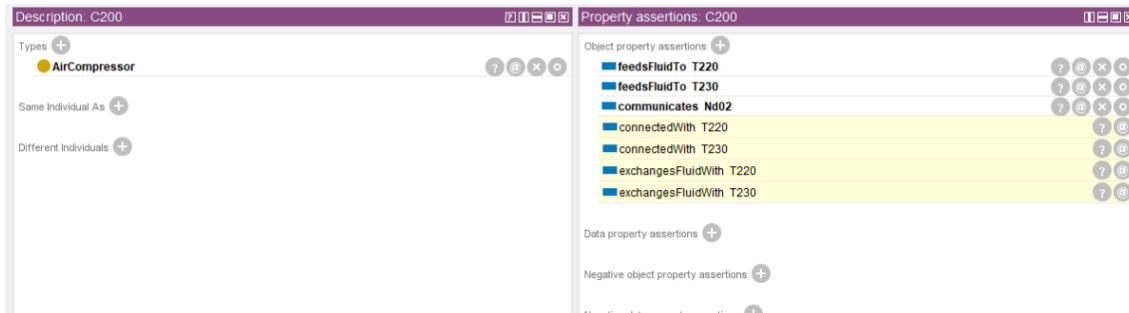 Description: C200
Types
AirCompressor
Same Individual As
Different Individuals
Property assertions: C200
Object property assertions
feedsFluidTo T220
feedsFluidTo T230
communicates Nd02
connectedWith T220
connectedWith T230
exchangesFluidWith T220
exchangesFluidWith T230
Data property assertions
Negative object property assertions